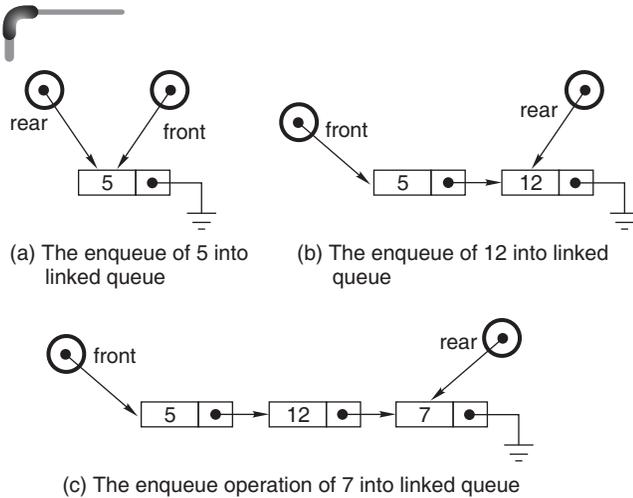 rear
front
5
(a) The enqueue of 5 into
linked queue
front
rear
5
12
(b) The enqueue of 12 into linked
queue
front
rear
5
12
7
(c) The enqueue operation of 7 into linked queue